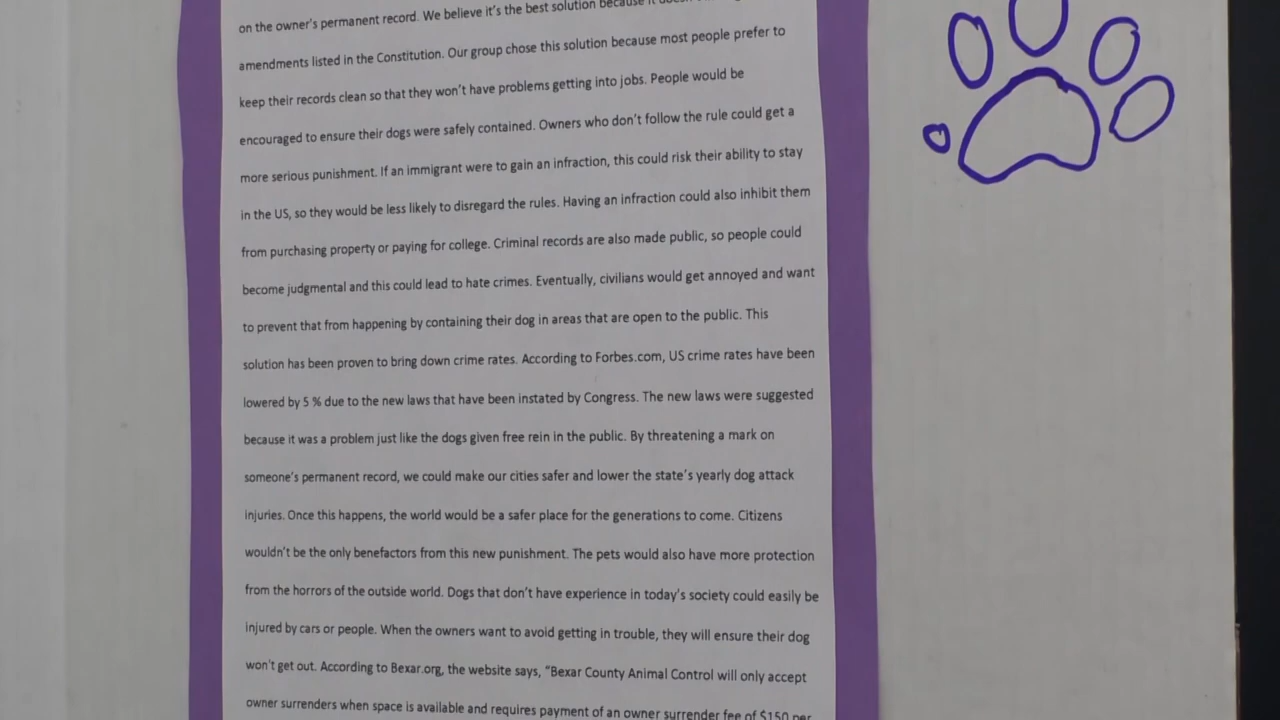 on the owner's permanent record. We believe it's the best solution because it
amendments listed in the Constitution. Our group chose this solution because most people prefer to
keep their records clean so that they won't have problems getting into jobs. People would be
encouraged to ensure their dogs were safely contained. Owners who don't follow the rule could get a
more serious punishment. If an immigrant were to gain an infraction, this could risk their ability to stay
in the US, so they would be less likely to disregard the rules. Having an infraction could also inhibit them
from purchasing property or paying for college. Criminal records are also made public, so people could
become judgmental and this could lead to hate crimes. Eventually, civilians would get annoyed and want
to prevent that from happening by containing their dog in areas that are open to the public. This
solution has been proven to bring down crime rates. According to Forbes.com, US crime rates have been
lowered by 5 % due to the new laws that have been instated by Congress. The new laws were suggested
because it was a problem just like the dogs given free rein in the public. By threatening a mark on
someone's permanent record, we could make our cities safer and lower the state's yearly dog attack
injuries. Once this happens, the world would be a safer place for the generations to come. Citizens
wouldn't be the only benefactors from this new punishment. The pets would also have more protection
from the horrors of the outside world. Dogs that don't have experience in today's society could easily be
injured by cars or people. When the owners want to avoid getting in trouble, they will ensure their dog
won't get out. According to Bexar.org, the website says, "Bexar County Animal Control will only accept
owner surrenders when space is available and requires payment of an owner surrender fee of $150 per